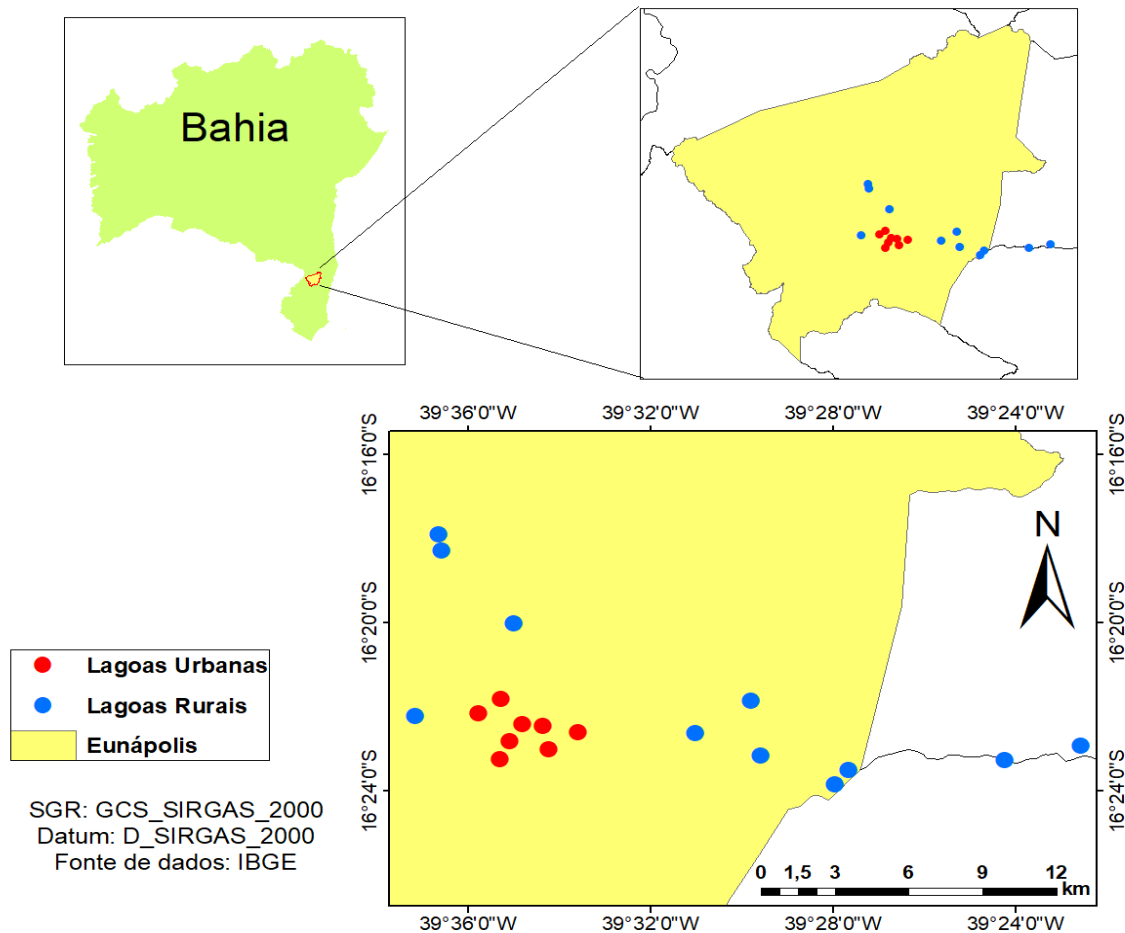 Bahia
39°36'0"W
39°32'0"W
39°28'0"W
39°24'0"W
16°16'0"S
16°16'0"S
N
16°20'0"S
16°20'0"S
Lagoas Urbanas
Lagoas Rurais
Eunápolis
16°24'0"S
16°24'0"S
SGR: GCS_SIRGAS_2000
Datum: D_SIRGAS_2000
Fonte de dados: IBGE
0 1,5 3 6 9 12
km
39°36'0"W
39°32'0"W
39°28'0"W
39°24'0"W